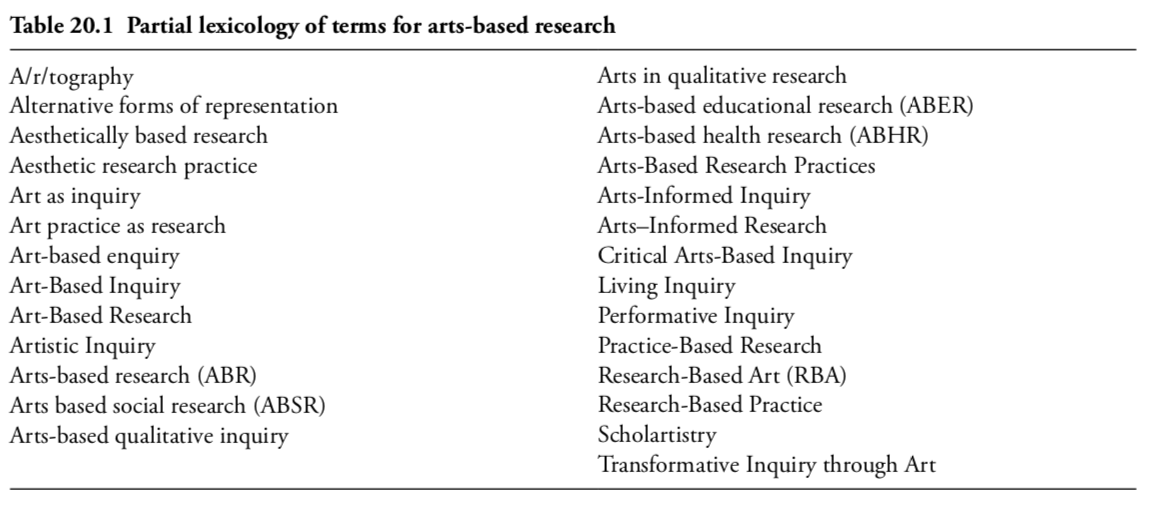 Table 20.1 Partial lexicology of terms for arts-based research
A/r/tography
Alternative forms of representation
Aesthetically based research
Aesthetic research practice
Art as inquiry
Art practice as research
Art-based enquiry
Art-Based Inquiry
Art-Based Research
Artistic Inquiry
Arts-based research (ABR)
Arts based social research (ABSR)
Arts-based qualitative inquiry
Arts in qualitative research
Arts-based educational research (ABER)
Arts-based health research (ABHR)
Arts-Based Research Practices
Arts-Informed Inquiry
Arts–Informed Research
Critical Arts-Based Inquiry
Living Inquiry
Performative Inquiry
Practice-Based Research
Research-Based Art (RBA)
Research-Based Practice
Scholartistry
Transformative Inquiry through Art